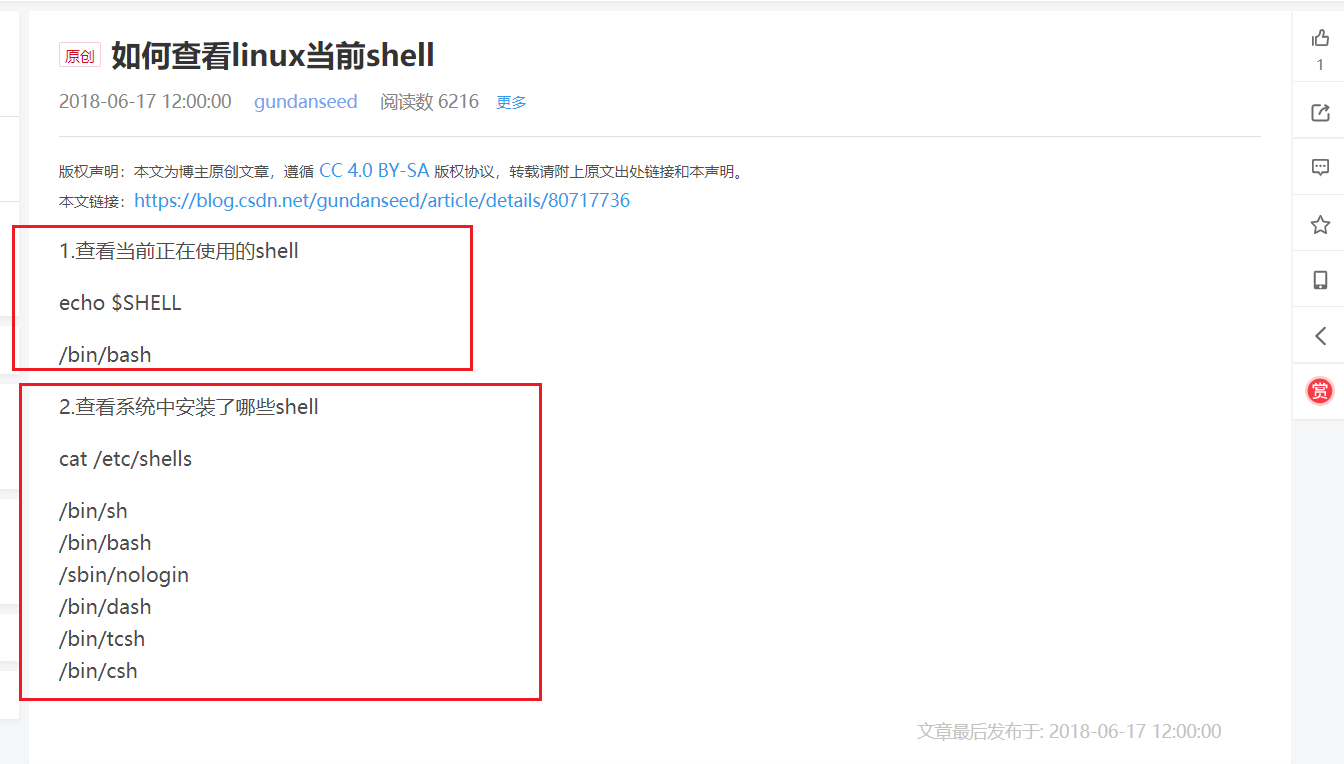 原创 如何查看linux当前shell
1
2018-06-17 12:00:00 gundanseed 阅读数 6216 更多
版权声明：本文为博主原创文章，遵循 CC 4.0 BY-SA 版权协议，转载请附上原文出处链接和本声明。
本文链接：https://blog.csdn.net/gundanseed/article/details/80717736
1.查看当前正在使用的shell
echo $SHELL
/bin/bash
赏
2.查看系统中安装了哪些shell
cat /etc/shells
/bin/sh
/bin/bash
/sbin/nologin
/bin/dash
/bin/tcsh
/bin/csh
文章最后发布于: 2018-06-17 12:00:00